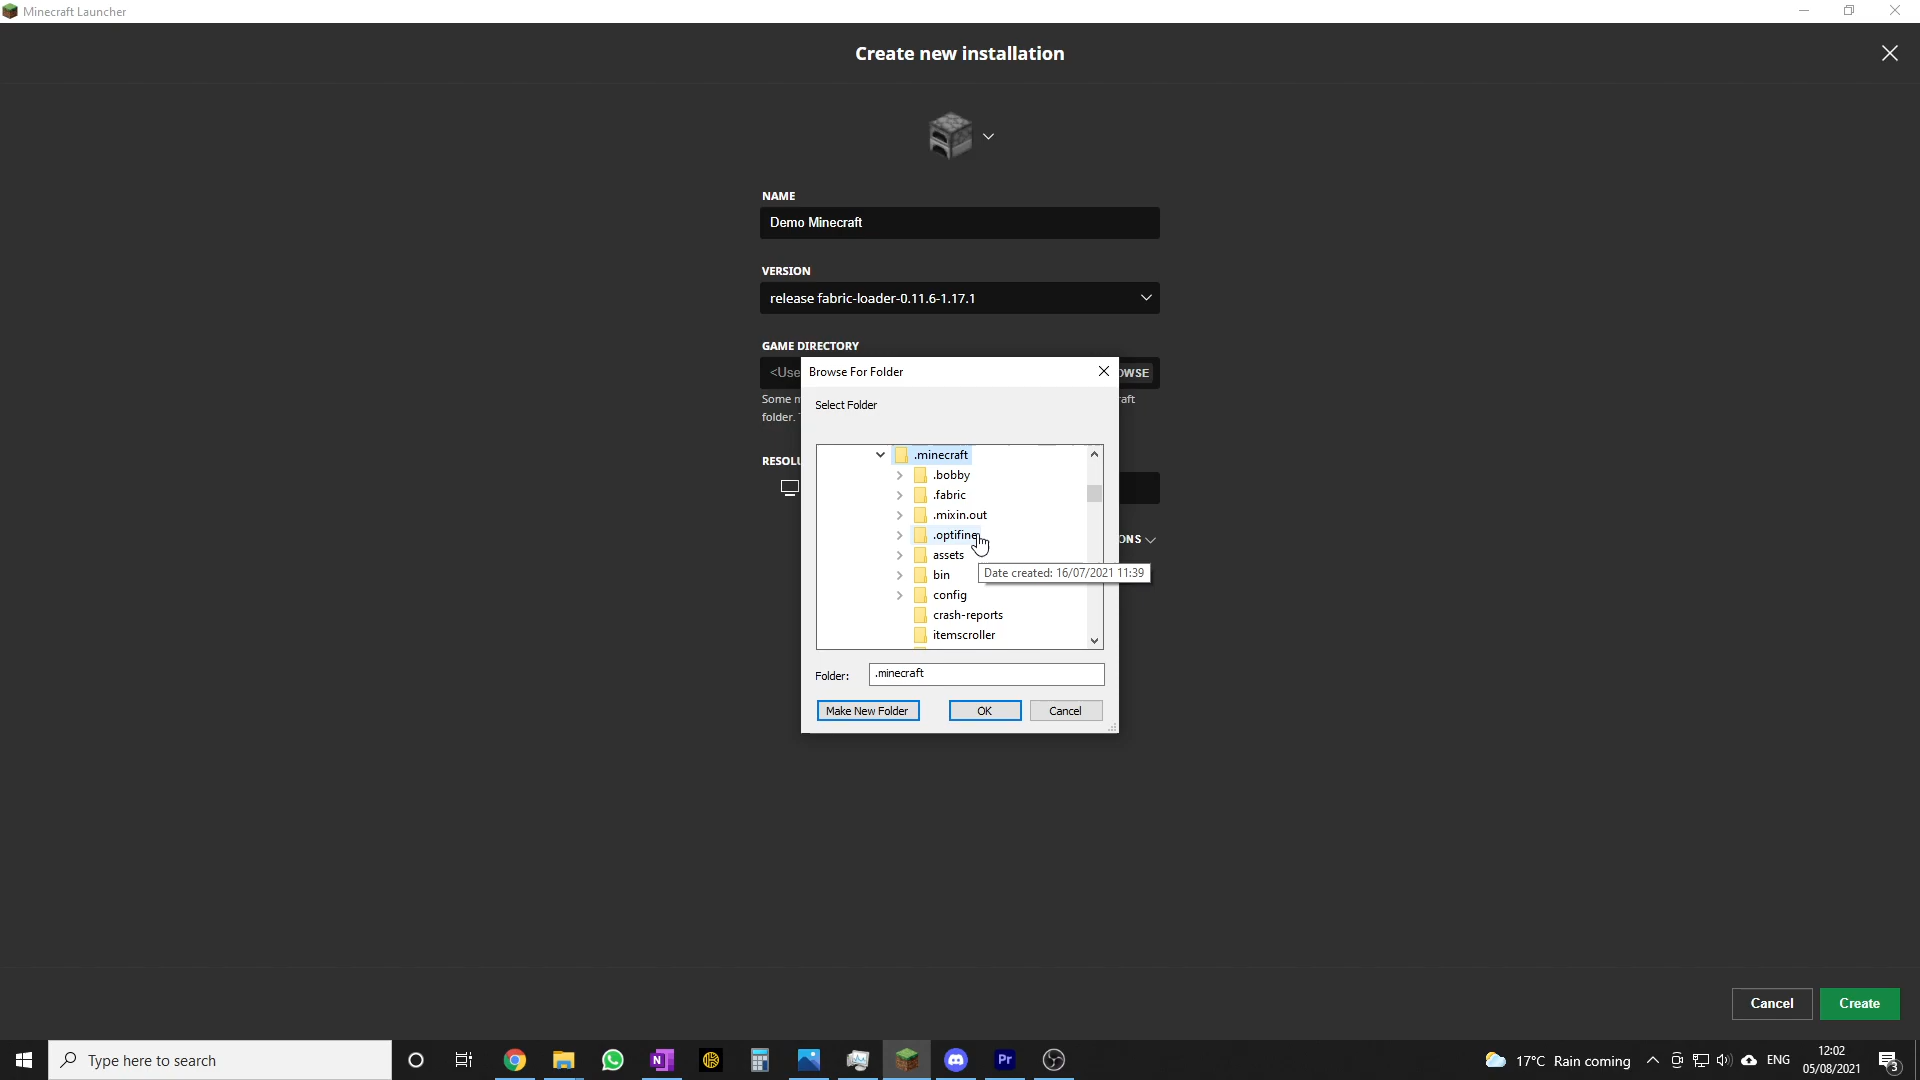 Minecraft Launcher
Create new installation
NAME
Demo Minecraft
VERSION
release fabric-loader-0.11.6-1.17.1
GAME DIRECTORY
<Use
OWSE
Browse For Folder
Some m
raft
folder.
Select Folder
RESOLU
.minecraft
.bobby
.fabric
.mixin.out
.optifine
ONS
assets
bin
Date created: 16/07/2021 11:39
config
crash-reports
itemscroller
Folder: .minecraft
Make New Folder OK Cancel
Cancel Create
Type here to search
Pr
17°C Rain coming
ENG
12:02
05/08/2021
3